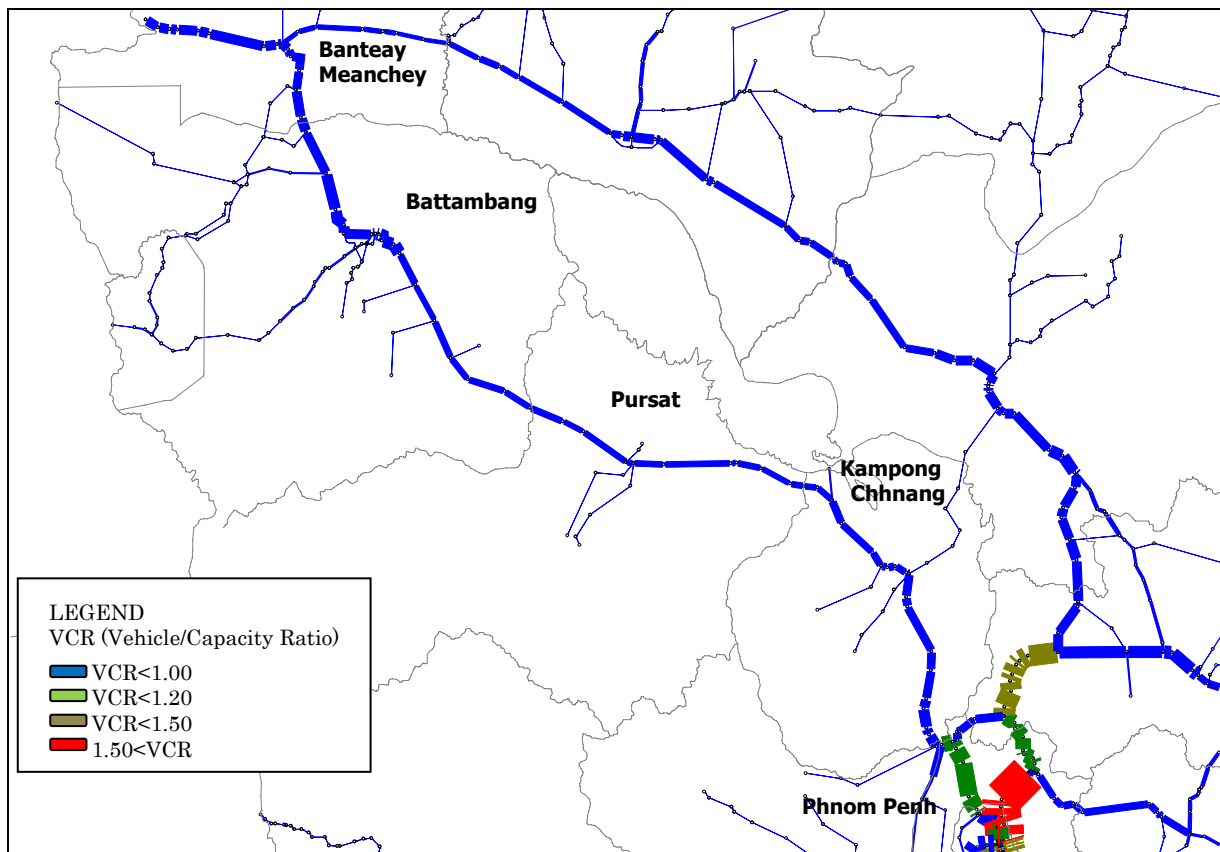 Banteay
Meanchey
Battambang
Pursat
Kampong
Chhnang
Phnom Penh
LEGEND
VCR (Vehicle/Capacity Ratio)
VCR<1.00
VCR<1.20
VCR<1.50
1.50<VCR